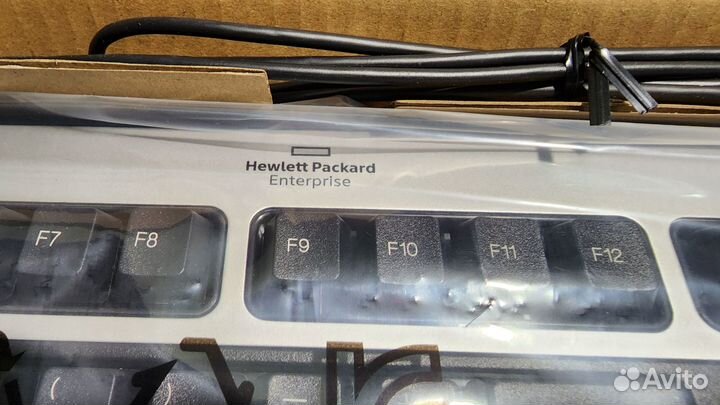 Hewlett Packard
Enterprise
F7 F8 F9 F10 F11 F12
( ) –
Avito